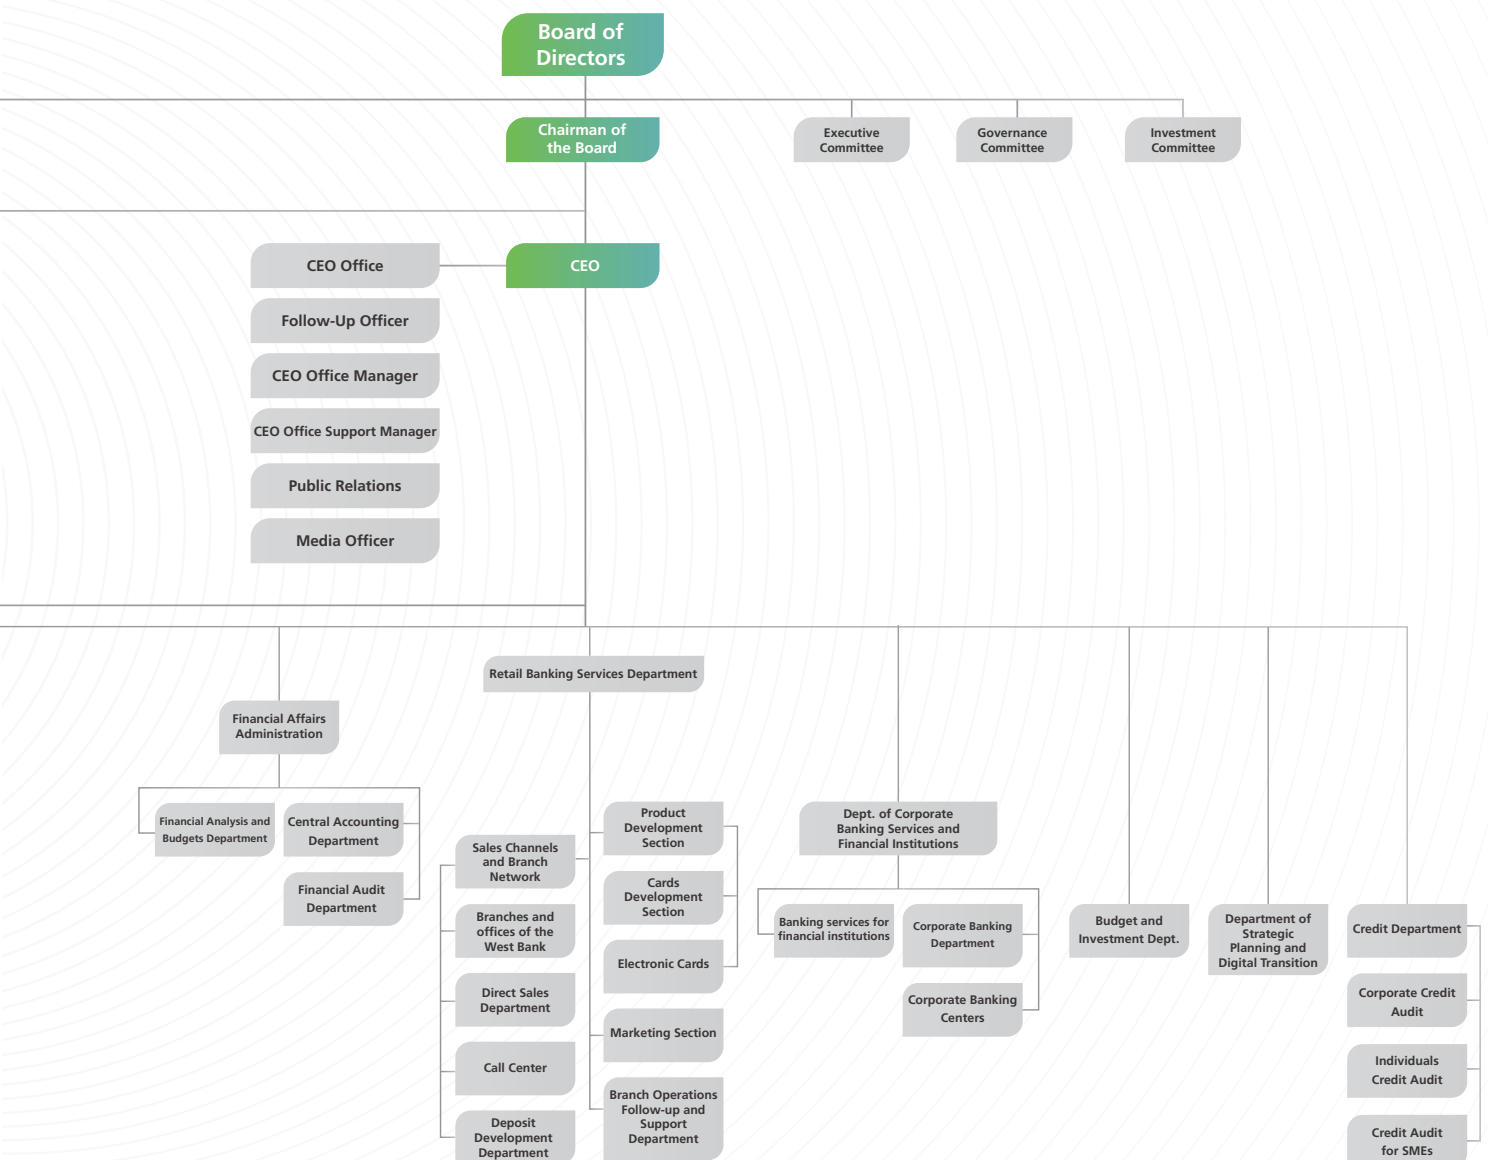 Board of
Directors
Chairman of
the Board
Executive
Committee
Governance
Committee
Investment
Committee
CEO Office
CEO
Follow-Up Officer
CEO Office Manager
CEO Office Support Manager
Public Relations
Media Officer
Retail Banking Services Department
Financial Affairs
Administration
Financial Analysis and
Budgets Department
Central Accounting
Department
Financial Audit
Department
Sales Channels
and Branch
Network
Branches and
offices of the
West Bank
Direct Sales
Department
Call Center
Deposit
Development
Department
Product
Development
Section
Cards
Development
Section
Electronic Cards
Marketing Section
Branch Operations
Follow-up and
Support
Department
Dept. of Corporate
Banking Services and
Financial Institutions
Banking services for
financial institutions
Corporate Banking
Department
Corporate Banking
Centers
Budget and
Investment Dept.
Department of
Strategic
Planning and
Digital Transition
Credit Department
Corporate Credit
Audit
Individuals
Credit Audit
Credit Audit
for SMEs